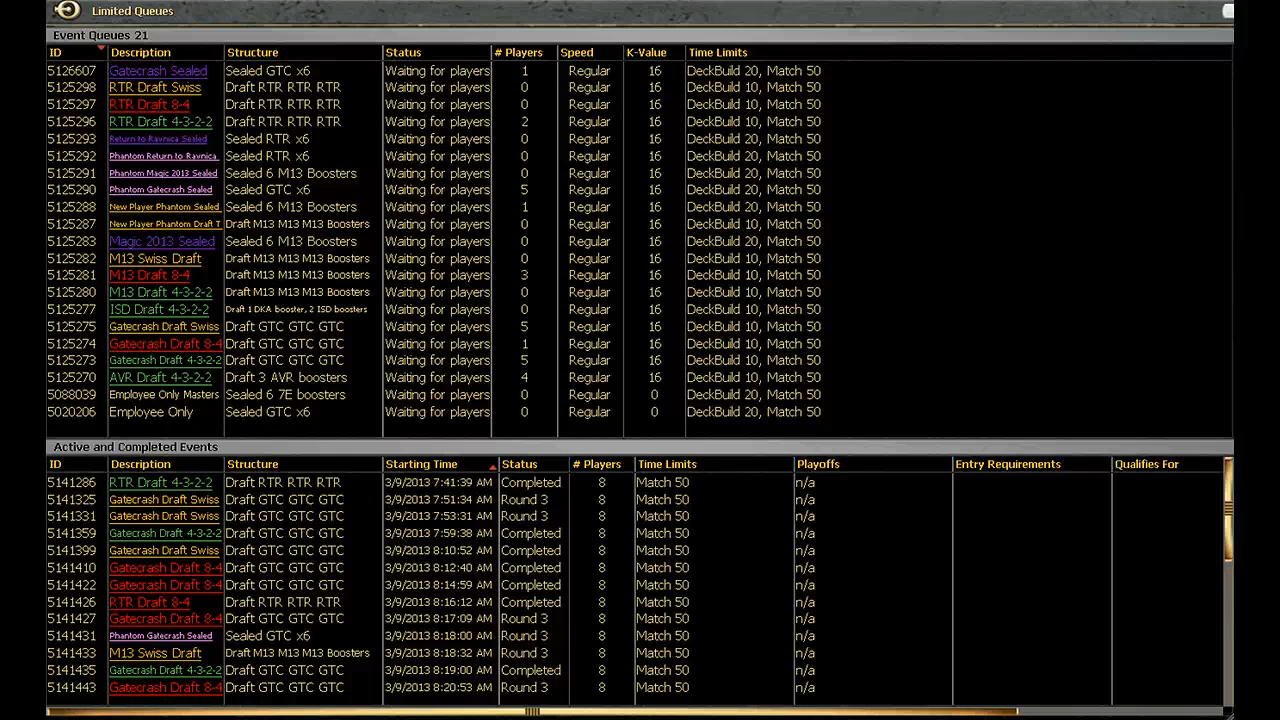 Limited Queues
Event Queues 21
ID Description Structure Status # Players Speed K-Value Time Limits
5126607 Gatecrash Sealed Sealed GTC x6 Waiting for players 1 Regular 16 DeckBuild 20, Match 50
5125298 RTR Draft Swiss Draft RTR RTR RTR Waiting for players 0 Regular 16 DeckBuild 10, Match 50
5125297 RTR Draft 8-4 Draft RTR RTR RTR Waiting for players 0 Regular 16 DeckBuild 10, Match 50
5125296 RTR Draft 4-3-2-2 Draft RTR RTR RTR Waiting for players 2 Regular 16 DeckBuild 10, Match 50
5125293 Return to Ravnica Sealed Sealed RTR x6 Waiting for players 0 Regular 16 DeckBuild 20, Match 50
5125292 Phantom Return to Ravnica Sealed RTR x6 Waiting for players 0 Regular 16 DeckBuild 20, Match 50
5125291 Phantom Magic 2013 Sealed Sealed 6 M13 Boosters Waiting for players 0 Regular 16 DeckBuild 20, Match 50
5125290 Phantom Gatecrash Sealed Sealed GTC x6 Waiting for players 5 Regular 16 DeckBuild 20, Match 50
5125288 New Player Phantom Sealed Sealed 6 M13 Boosters Waiting for players 1 Regular 16 DeckBuild 20, Match 50
5125287 New Player Phantom Draft T Draft M13 M13 M13 Boosters Waiting for players 0 Regular 16 DeckBuild 10, Match 50
5125283 Magic 2013 Sealed Sealed 6 M13 Boosters Waiting for players 0 Regular 16 DeckBuild 20, Match 50
5125282 M13 Swiss Draft Draft M13 M13 M13 Boosters Waiting for players 0 Regular 16 DeckBuild 10, Match 50
5125281 M13 Draft 8-4 Draft M13 M13 M13 Boosters Waiting for players 3 Regular 16 DeckBuild 10, Match 50
5125280 M13 Draft 4-3-2-2 Draft M13 M13 M13 Boosters Waiting for players 0 Regular 16 DeckBuild 10, Match 50
5125277 ISD Draft 4-3-2-2 Draft 1 DKA booster, 2 ISD boosters Waiting for players 0 Regular 16 DeckBuild 10, Match 50
5125275 Gatecrash Draft Swiss Draft GTC GTC GTC Waiting for players 5 Regular 16 DeckBuild 10, Match 50
5125274 Gatecrash Draft 8-4 Draft GTC GTC GTC Waiting for players 1 Regular 16 DeckBuild 10, Match 50
5125273 Gatecrash Draft 4-3-2-2 Draft GTC GTC GTC Waiting for players 5 Regular 16 DeckBuild 10, Match 50
5125270 AVR Draft 4-3-2-2 Draft 3 AVR boosters Waiting for players 4 Regular 16 DeckBuild 10, Match 50
5088039 Employee Only Masters Sealed 6 7E boosters Waiting for players 0 Regular 0 DeckBuild 20, Match 50
5020206 Employee Only Sealed GTC x6 Waiting for players 0 Regular 0 DeckBuild 20, Match 50
Active and Completed Events
ID Description Structure Starting Time Status # Players Time Limits Playoffs Entry Requirements Qualifies For
5141286 RTR Draft 4-3-2-2 Draft RTR RTR RTR 3/9/2013 7:41:39 AM Completed 8 Match 50 n/a
5141325 Gatecrash Draft Swiss Draft GTC GTC GTC 3/9/2013 7:51:34 AM Round 3 8 Match 50 n/a
5141331 Gatecrash Draft Swiss Draft GTC GTC GTC 3/9/2013 7:53:31 AM Round 3 8 Match 50 n/a
5141359 Gatecrash Draft 4-3-2-2 Draft GTC GTC GTC 3/9/2013 7:59:38 AM Completed 8 Match 50 n/a
5141399 Gatecrash Draft Swiss Draft GTC GTC GTC 3/9/2013 8:10:52 AM Completed 8 Match 50 n/a
5141410 Gatecrash Draft 8-4 Draft GTC GTC GTC 3/9/2013 8:12:40 AM Completed 8 Match 50 n/a
5141422 Gatecrash Draft 8-4 Draft GTC GTC GTC 3/9/2013 8:14:59 AM Completed 8 Match 50 n/a
5141426 RTR Draft 8-4 Draft RTR RTR RTR 3/9/2013 8:16:12 AM Completed 8 Match 50 n/a
5141427 Gatecrash Draft 8-4 Draft GTC GTC GTC 3/9/2013 8:17:09 AM Round 3 8 Match 50 n/a
5141431 Phantom Gatecrash Sealed Sealed GTC x6 3/9/2013 8:18:00 AM Round 3 8 Match 50 n/a
5141433 M13 Swiss Draft Draft M13 M13 M13 Boosters 3/9/2013 8:18:32 AM Round 3 8 Match 50 n/a
5141435 Gatecrash Draft 4-3-2-2 Draft GTC GTC GTC 3/9/2013 8:19:00 AM Completed 8 Match 50 n/a
5141443 Gatecrash Draft 8-4 Draft GTC GTC GTC 3/9/2013 8:20:53 AM Round 3 8 Match 50 n/a